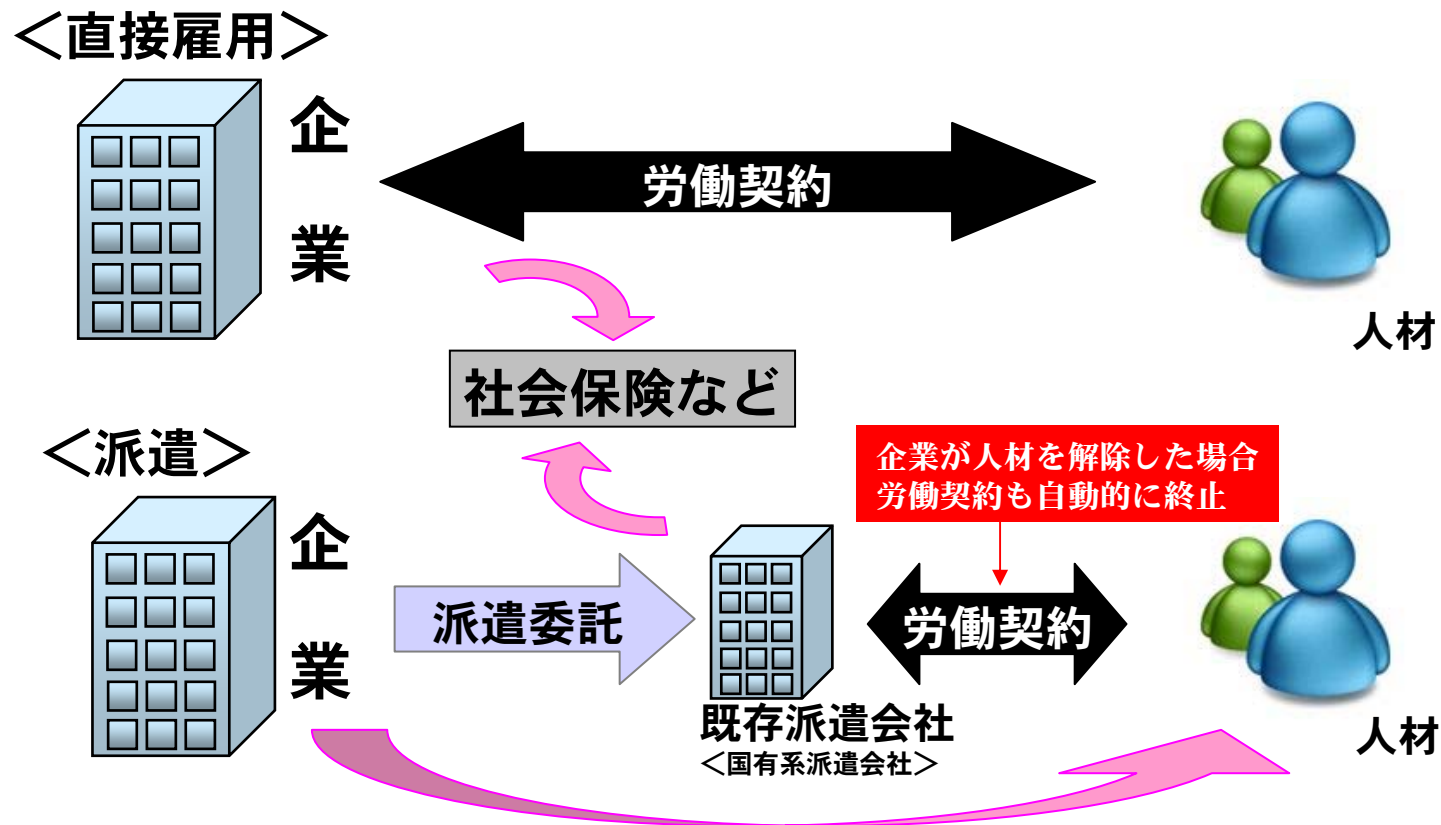 ＜直接雇用＞
企業
労働契約
人材
社会保険など
＜派遣＞
企業が人材を解除した場合
労働契約も自動的に終止
企業
派遣委託
労働契約
既存派遣会社
＜国有系派遣会社＞
人材